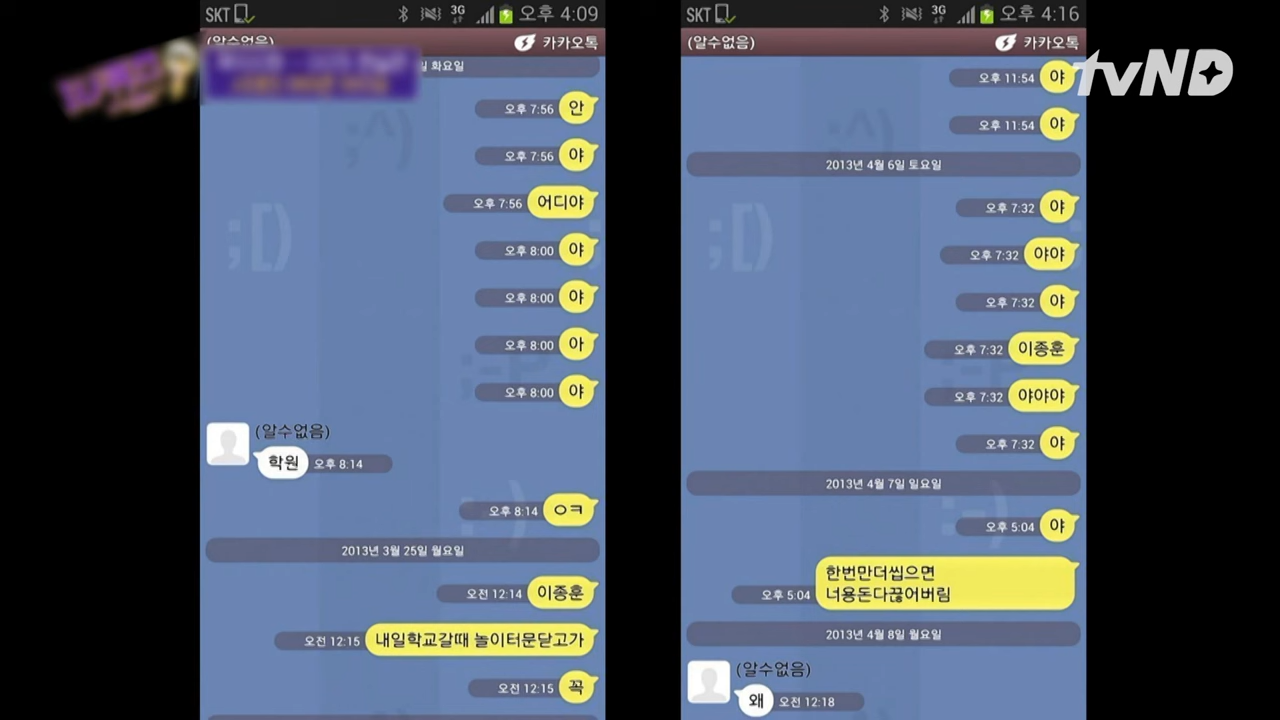 SKT 3G 오후 4:09
(알수없음) 카카오톡
일 화요일
오후 7:56 안
오후 7:56 야
오후 7:56 어디야
오후 8:00 야
오후 8:00 야
오후 8:00 아
오후 8:00 야
(알수없음)
학원 오후 8:14
오후 8:14 ㅇㅋ
2013년 3월 25일 월요일
오전 12:14 이종훈
오전 12:15 내일학교갈때 놀이터문닫고가
오전 12:15 꼭
SKT 3G 오후 4:16
(알수없음) 카카오톡
tvND
오후 11:54 야
오후 11:54 야
2013년 4월 6일 토요일
오후 7:32 야
오후 7:32 야야
오후 7:32 야
오후 7:32 이종훈
오후 7:32 야야야
오후 7:32 야
2013년 4월 7일 일요일
오후 5:04 야
한번만더씹으면
오후 5:04 너용돈다끊어버림
2013년 4월 8일 월요일
(알수없음)
왜 오전 12:18